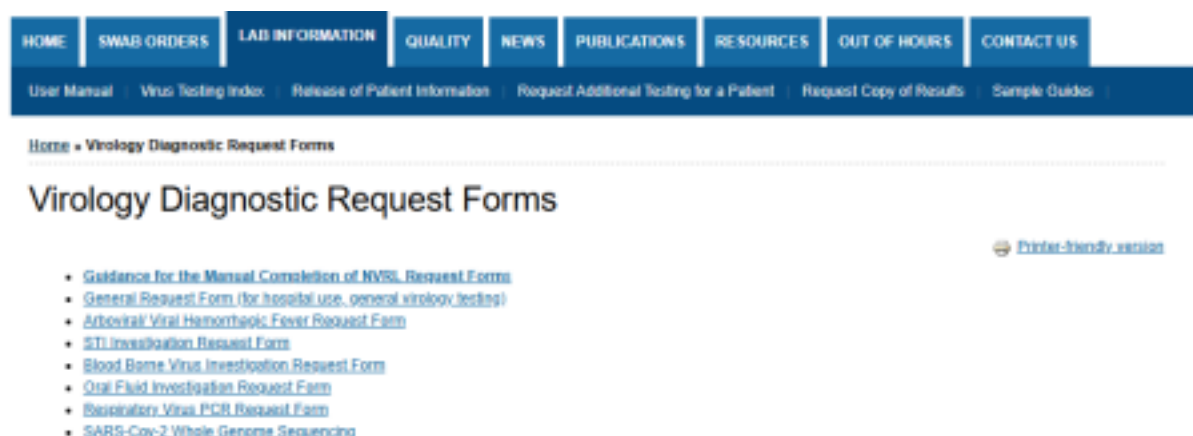 HOME SWAB ORDERS LAB INFORMATION QUALITY NEWS PUBLICATIONS RESOURCES OUT OF HOURS CONTACT US
User Manual Virus Testing Index Release of Patient Information Request Additional Testing for a Patient Request Copy of Results Sample Guides
Home » Virology Diagnostic Request Forms
Virology Diagnostic Request Forms
Printer-friendly version
Guidance for the Manual Completion of NVRL Request Forms
General Request Form (for hospital use, general virology testing)
Arboviral/ Viral Hemorrhagic Fever Request Form
STI Investigation Request Form
Blood Borne Virus Investigation Request Form
Oral Fluid Investigation Request Form
Respiratory Virus PCR Request Form
SARS-Cov-2 Whole Genome Sequencing